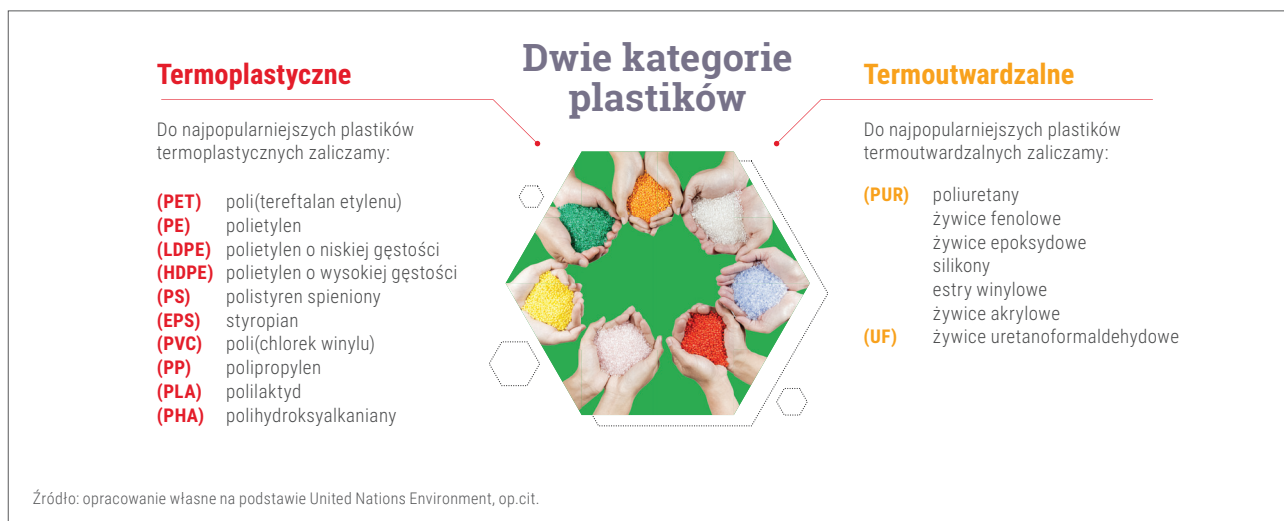 Dwie kategorie
plastików
Termoplastyczne
Do najpopularniejszych plastików
termoplastycznych zaliczamy:
(PET) poli(tereftalan etylenu)
(PE) polietylen
(LDPE) polietylen o niskiej gęstości
(HDPE) polietylen o wysokiej gęstości
(PS) polistyren spieniony
(EPS) styropian
(PVC) poli(chlorek winylu)
(PP) polipropylen
(PLA) polilaktyd
(PHA) polihydroksyalkaniany
Termoutwardzalne
Do najpopularniejszych plastików
termoutwardzalnych zaliczamy:
(PUR) poliuretany
żywice fenolowe
żywice epoksydowe
silikony
estry winylowe
żywice akrylowe
(UF) żywice uretanoformaldehydowe
Źródło: opracowanie własne na podstawie United Nations Environment, op.cit.